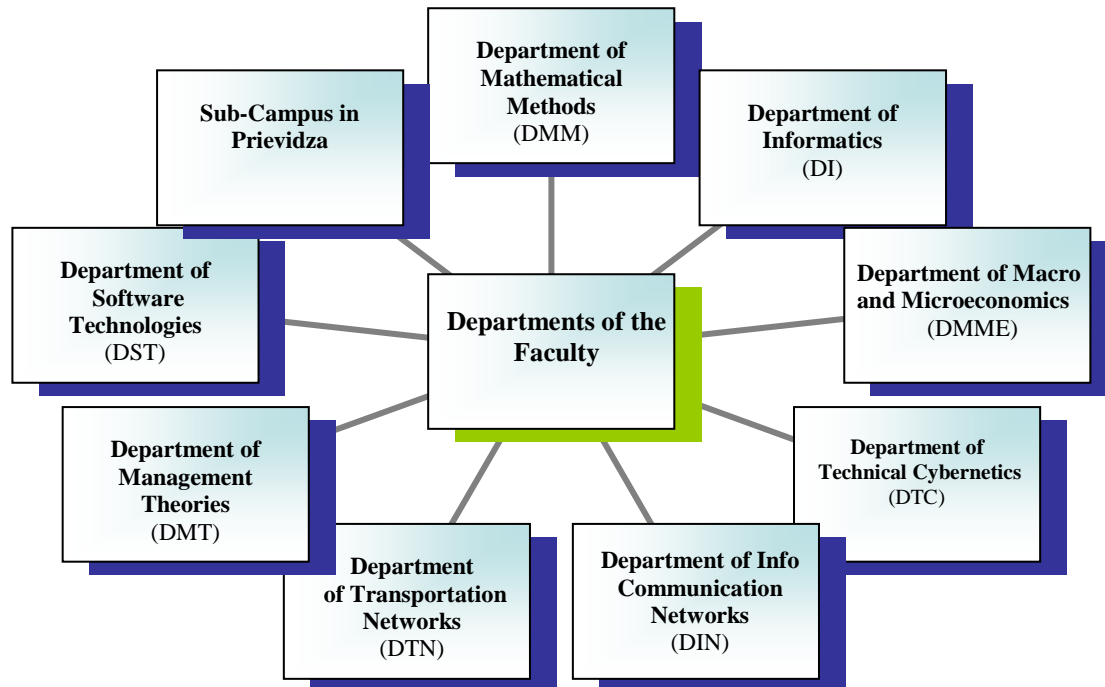 Department of
Mathematical
Methods
(DMM)
Sub-Campus in
Prievidza
Department of
Informatics
(DI)
Department of
Software
Technologies
(DST)
Departments of the
Faculty
Department of Macro
and Microeconomics
(DMME)
Department of
Management
Theories
(DMT)
Department of
Technical Cybernetics
(DTC)
Department
of Transportation
Networks
(DTN)
Department of Info
Communication
Networks
(DIN)